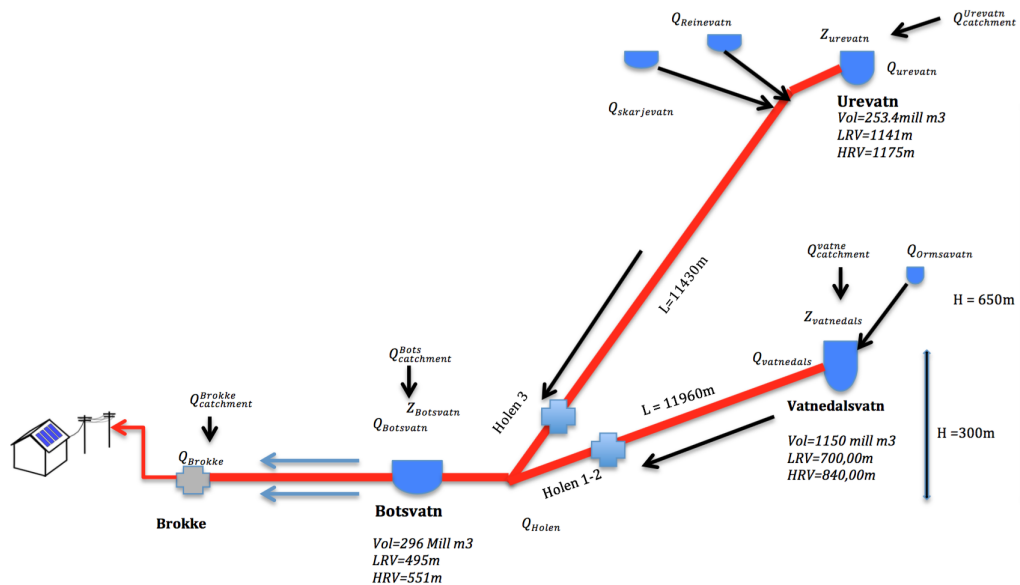 Q_Reinevatn
Q_skarjevatn
Z_urevatn
Q^Urevatn_catchment
Q_urevatn
Urevatn
Vol=253.4mill m3
LRV=1141m
HRV=1175m
L=11430m
Q^vatne_catchment
Q_Ormsavatn
H = 650m
Z_vatnedals
Q_vatnedals
L = 11960m
Vatnedalsvatn
H =300m
Vol=1150 mill m3
LRV=700,00m
HRV=840,00m
Holen 3
Holen 1-2
Q_Holen
Q^Bots_catchment
Z_Botsvatn
Q_Botsvatn
Botsvatn
Vol=296 Mill m3
LRV=495m
HRV=551m
Q^Brokke_catchment
Q_Brokke
Brokke